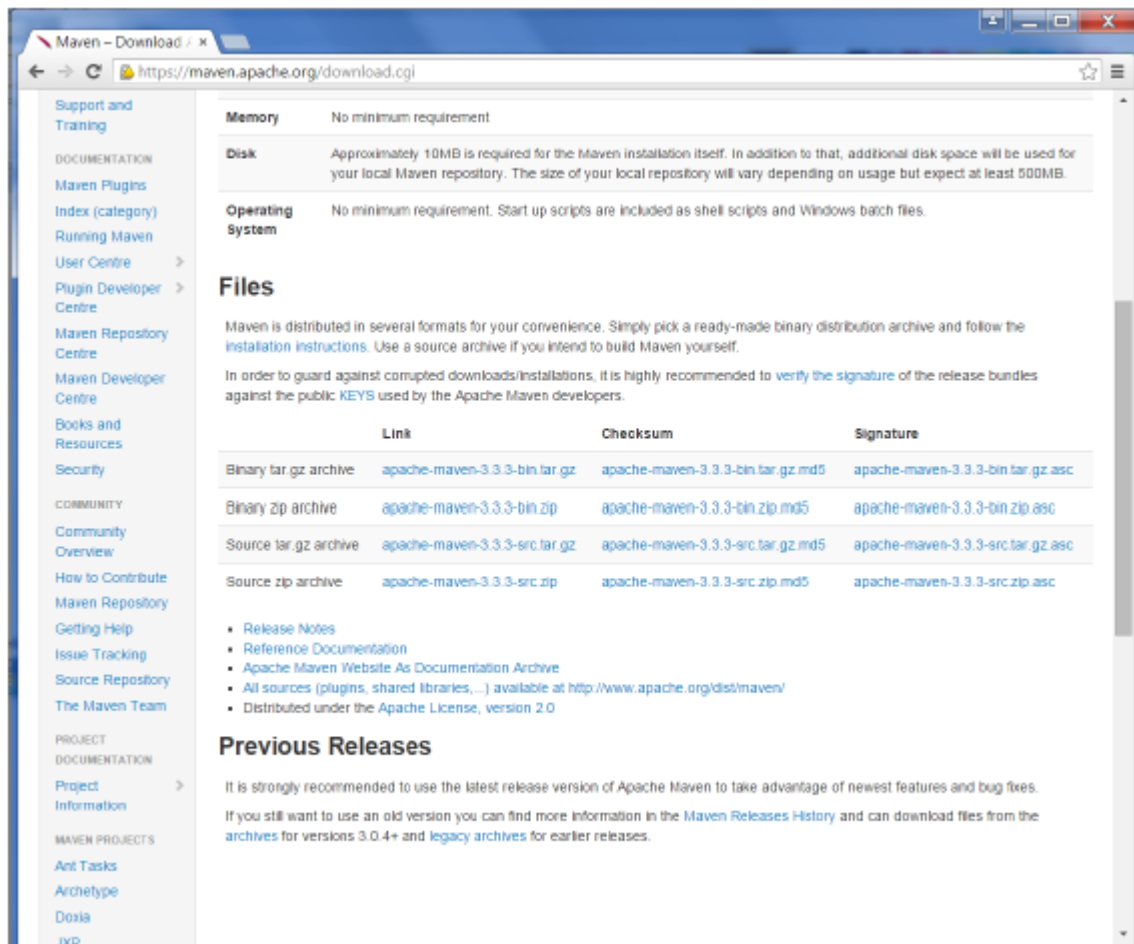 Maven – Download /
https://maven.apache.org/download.cgi
Support and
Training
DOCUMENTATION
Maven Plugins
Index (category)
Running Maven
User Centre
Plugin Developer
Centre
Maven Repository
Centre
Maven Developer
Centre
Books and
Resources
Security
COMMUNITY
Community
Overview
How to Contribute
Maven Repository
Getting Help
Issue Tracking
Source Repository
The Maven Team
PROJECT
DOCUMENTATION
Project
Information
MAVEN PROJECTS
Ant Tasks
Archetype
Doxia
JXR
Memory No minimum requirement
Disk Approximately 10MB is required for the Maven installation itself. In addition to that, additional disk space will be used for
your local Maven repository. The size of your local repository will vary depending on usage but expect at least 500MB.
Operating No minimum requirement. Start up scripts are included as shell scripts and Windows batch files.
System
Files
Maven is distributed in several formats for your convenience. Simply pick a ready-made binary distribution archive and follow the
installation instructions. Use a source archive if you intend to build Maven yourself.
In order to guard against corrupted downloads/installations, it is highly recommended to verify the signature of the release bundles
against the public KEYS used by the Apache Maven developers.
Link Checksum Signature
Binary tar.gz archive apache-maven-3.3.3-bin.tar.gz apache-maven-3.3.3-bin.tar.gz.md5 apache-maven-3.3.3-bin.tar.gz.asc
Binary zip archive apache-maven-3.3.3-bin.zip apache-maven-3.3.3-bin.zip.md5 apache-maven-3.3.3-bin.zip.asc
Source tar.gz archive apache-maven-3.3.3-src.tar.gz apache-maven-3.3.3-src.tar.gz.md5 apache-maven-3.3.3-src.tar.gz.asc
Source zip archive apache-maven-3.3.3-src.zip apache-maven-3.3.3-src.zip.md5 apache-maven-3.3.3-src.zip.asc
• Release Notes
• Reference Documentation
• Apache Maven Website As Documentation Archive
• All sources (plugins, shared libraries,...) available at http://www.apache.org/dist/maven/
• Distributed under the Apache License, version 2.0
Previous Releases
It is strongly recommended to use the latest release version of Apache Maven to take advantage of newest features and bug fixes.
If you still want to use an old version you can find more information in the Maven Releases History and can download files from the
archives for versions 3.0.4+ and legacy archives for earlier releases.